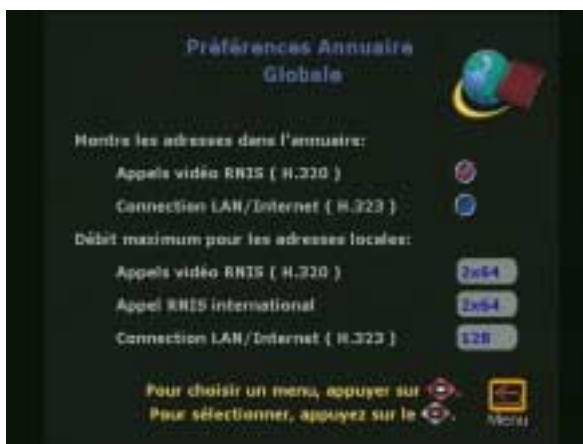 Préférences Annuaire
Globale
Montre les adresses dans l'annuaire:
Appels vidéo RNIS ( H.320 )
Connection LAN/Internet ( H.323 )
Débit maximum pour les adresses locales:
Appels vidéo RNIS ( H.320 ) 2x64
Appel RNIS international 2x64
Connection LAN/Internet ( H.323 ) 128
Pour choisir un menu, appuyer sur .
Pour sélectionner, appuyez sur le .
Menu